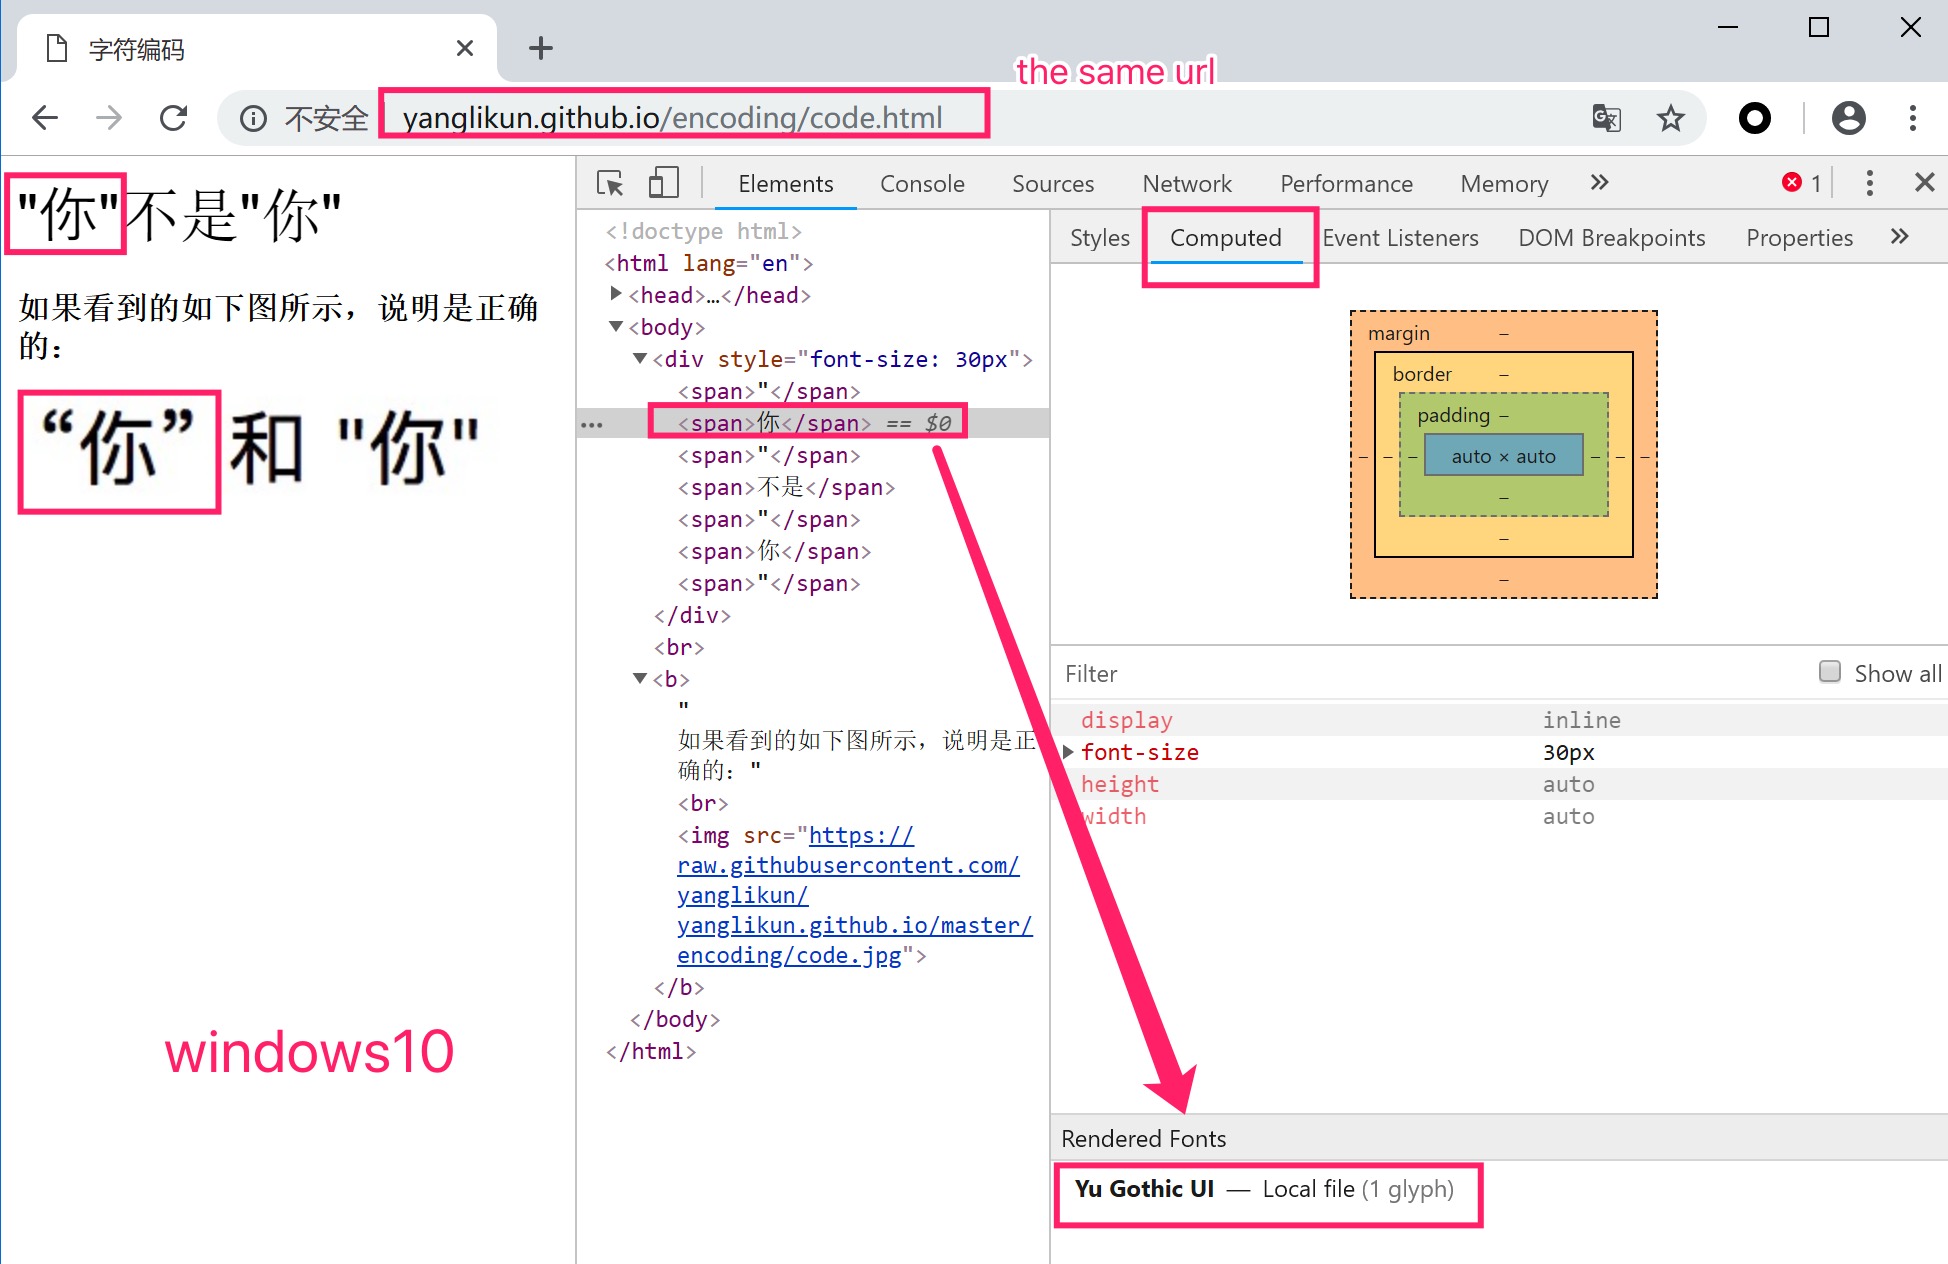 字符编码
the same url
不安全 yanglikun.github.io/encoding/code.html
"你"不是"你"
如果看到的如下图所示，说明是正确
的：
“你” 和 "你"
windows10
Elements Console Sources Network Performance Memory » 1
<!doctype html>
<html lang="en">
<head>…</head>
<body>
<div style="font-size: 30px">
<span>"</span>
... <span>你</span> == $0
<span>"</span>
<span>不是</span>
<span>"</span>
<span>你</span>
<span>"</span>
</div>
<br>
<b>
"
如果看到的如下图所示，说明是正
确的："
<br>
<img src="https://
raw.githubusercontent.com/
yanglikun/
yanglikun.github.io/master/
encoding/code.jpg">
</b>
</body>
</html>
Styles Computed Event Listeners DOM Breakpoints Properties »
margin –
border –
padding –
– – – auto × auto – – –
–
–
–
Filter Show all
display inline
font-size 30px
height auto
width auto
Rendered Fonts
Yu Gothic UI — Local file (1 glyph)